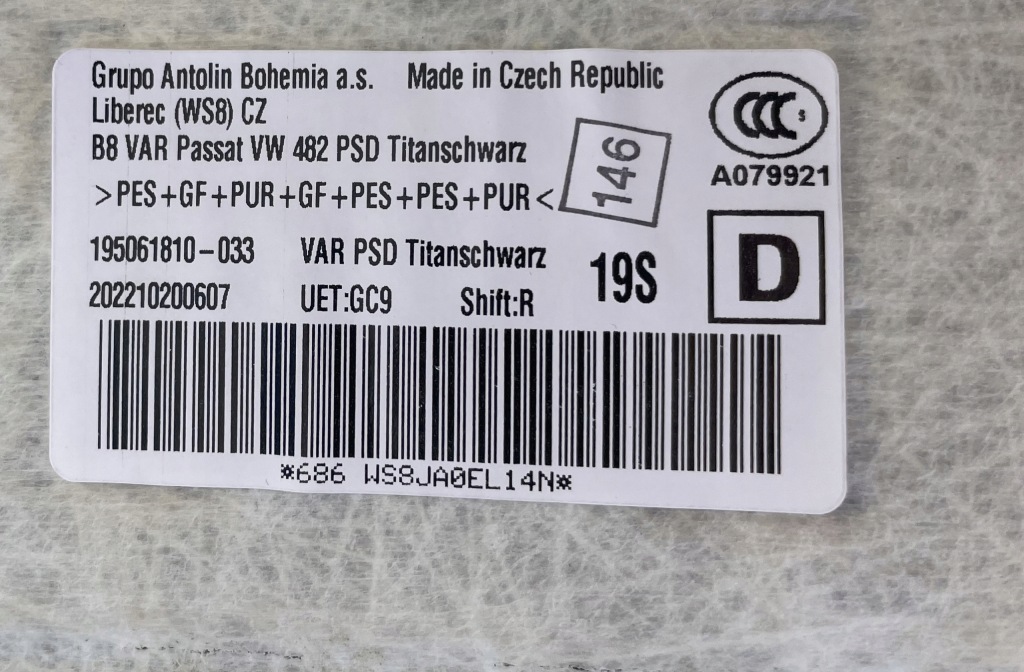 Grupo Antolin Bohemia a.s. Made in Czech Republic
Liberec (WS8) CZ
B8 VAR Passat VW 482 PSD Titanschwarz
>PES+GF+PUR+GF+PES+PES+PUR<
146
CCC S
A079921
195061810-033 VAR PSD Titanschwarz
19S
D
202210200607 UET:GC9 Shift:R
*686 WS8JA0EL14N*